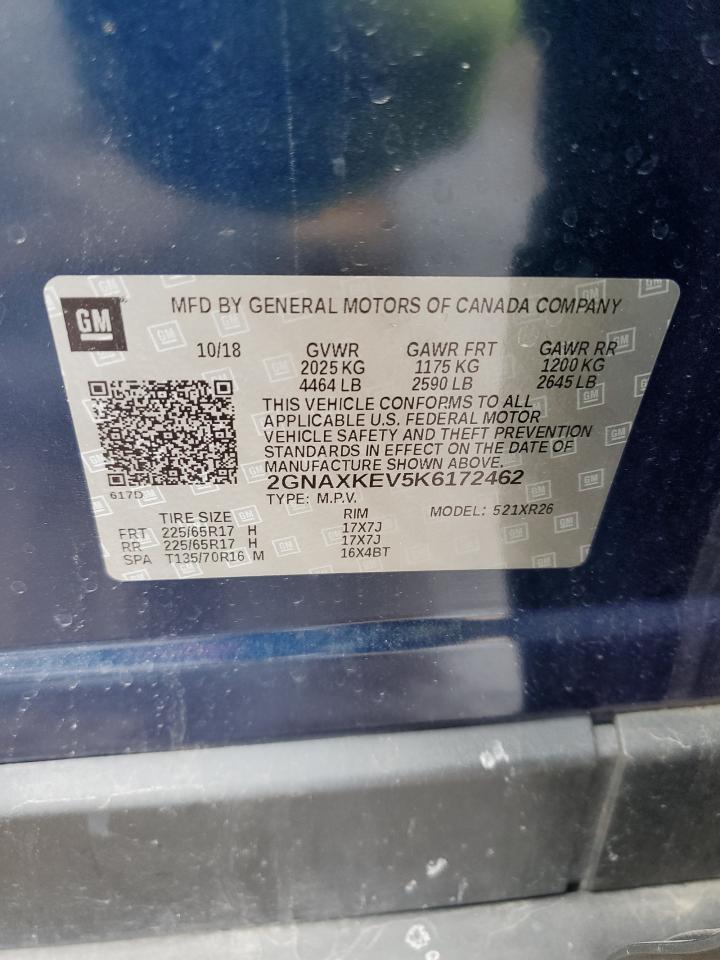 GM
MFD BY GENERAL MOTORS OF CANADA COMPANY
10/18 GVWR GAWR FRT GAWR RR
2025 KG 1175 KG 1200 KG
4464 LB 2590 LB 2645 LB
THIS VEHICLE CONFORMS TO ALL
APPLICABLE U.S. FEDERAL MOTOR
VEHICLE SAFETY AND THEFT PREVENTION
STANDARDS IN EFFECT ON THE DATE OF
MANUFACTURE SHOWN ABOVE.
617D
2GNAXKEV5K6172462
TYPE: M.P.V.
TIRE SIZE RIM MODEL: 521XR26
FRT 225/65R17 H 17X7J
RR 225/65R17 H 17X7J
SPA T135/70R16 M 16X4BT